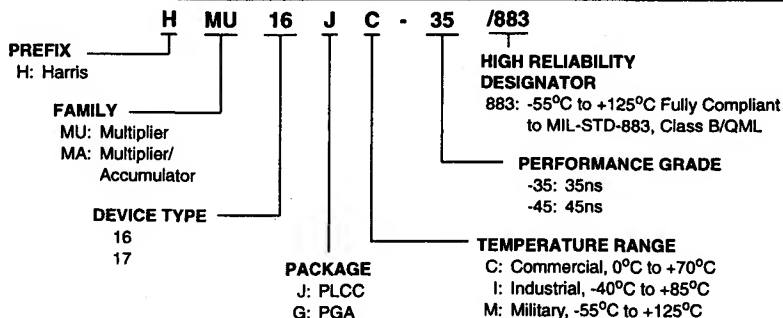 H MU 16 J C - 35 /883
PREFIX
H: Harris
FAMILY
MU: Multiplier
MA: Multiplier/
Accumulator
DEVICE TYPE
16
17
PACKAGE
J: PLCC
G: PGA
HIGH RELIABILITY
DESIGNATOR
883: -55°C to +125°C Fully Compliant
to MIL-STD-883, Class B/QML
PERFORMANCE GRADE
-35: 35ns
-45: 45ns
TEMPERATURE RANGE
C: Commercial, 0°C to +70°C
I: Industrial, -40°C to +85°C
M: Military, -55°C to +125°C